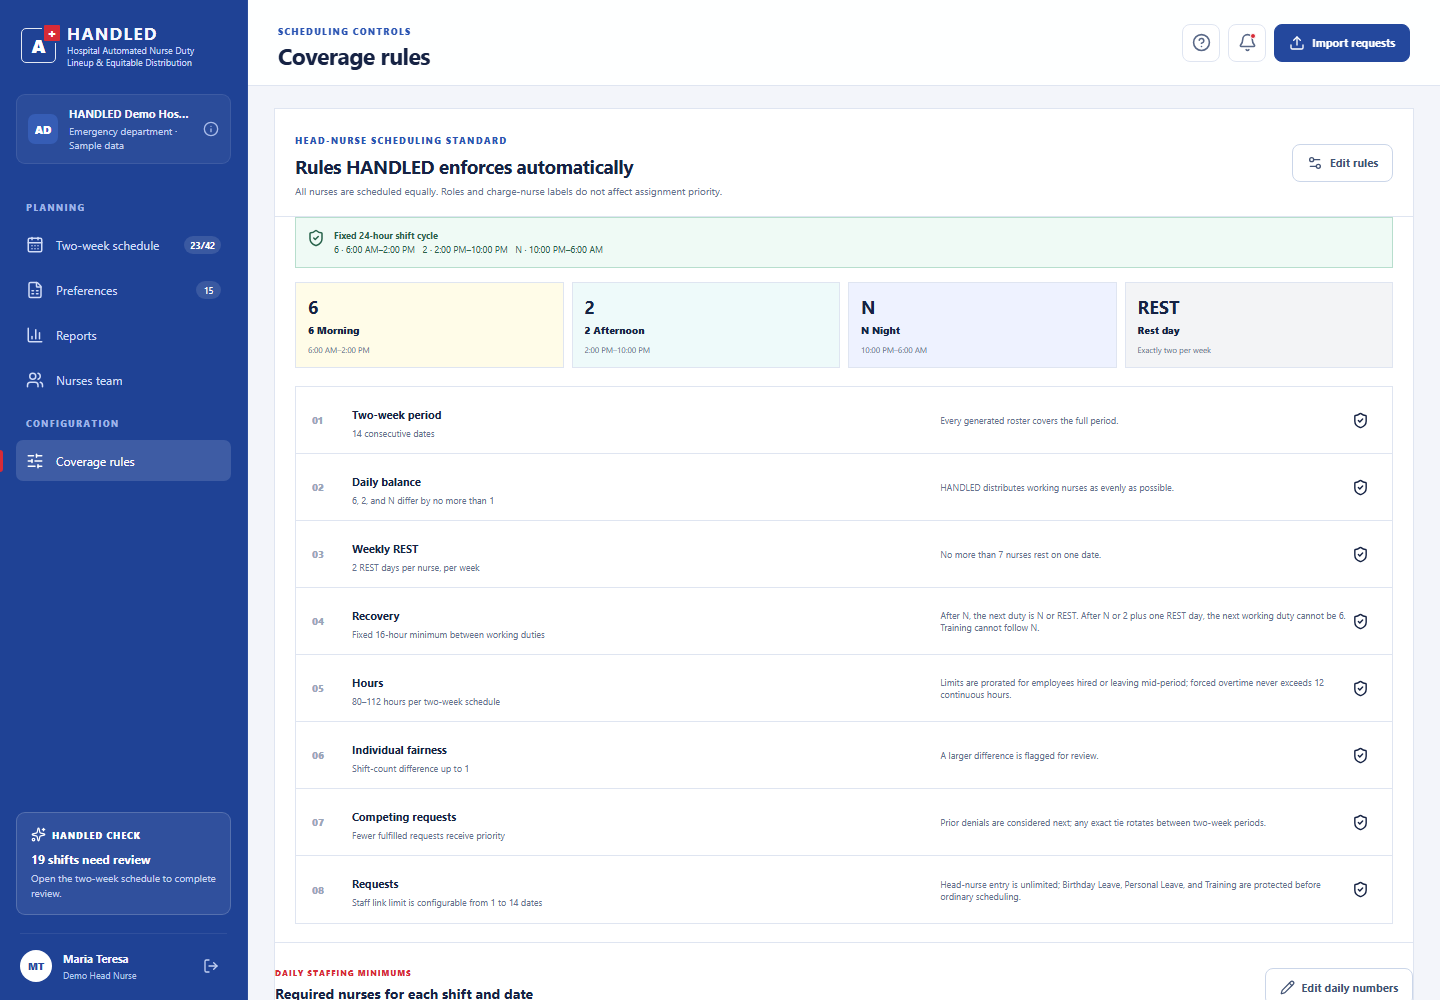 A
HANDLED
Hospital Automated Nurse Duty
Lineup & Equitable Distribution
AD
HANDLED Demo Hos...
Emergency department ·
Sample data
PLANNING
Two-week schedule 23/42
Preferences 15
Reports
Nurses team
CONFIGURATION
Coverage rules
HANDLED CHECK
19 shifts need review
Open the two-week schedule to complete
review.
MT
Maria Teresa
Demo Head Nurse
SCHEDULING CONTROLS
Coverage rules
Import requests
HEAD-NURSE SCHEDULING STANDARD
Rules HANDLED enforces automatically
All nurses are scheduled equally. Roles and charge-nurse labels do not affect assignment priority.
Edit rules
Fixed 24-hour shift cycle
6 · 6:00 AM–2:00 PM 2 · 2:00 PM–10:00 PM N · 10:00 PM–6:00 AM
6
6 Morning
6:00 AM–2:00 PM
2
2 Afternoon
2:00 PM–10:00 PM
N
N Night
10:00 PM–6:00 AM
REST
Rest day
Exactly two per week
01
Two-week period
14 consecutive dates
Every generated roster covers the full period.
02
Daily balance
6, 2, and N differ by no more than 1
HANDLED distributes working nurses as evenly as possible.
03
Weekly REST
2 REST days per nurse, per week
No more than 7 nurses rest on one date.
04
Recovery
Fixed 16-hour minimum between working duties
After N, the next duty is N or REST. After N or 2 plus one REST day, the next working duty cannot be 6.
Training cannot follow N.
05
Hours
80–112 hours per two-week schedule
Limits are prorated for employees hired or leaving mid-period; forced overtime never exceeds 12
continuous hours.
06
Individual fairness
Shift-count difference up to 1
A larger difference is flagged for review.
07
Competing requests
Fewer fulfilled requests receive priority
Prior denials are considered next; any exact tie rotates between two-week periods.
08
Requests
Staff link limit is configurable from 1 to 14 dates
Head-nurse entry is unlimited; Birthday Leave, Personal Leave, and Training are protected before
ordinary scheduling.
DAILY STAFFING MINIMUMS
Required nurses for each shift and date
Edit daily numbers